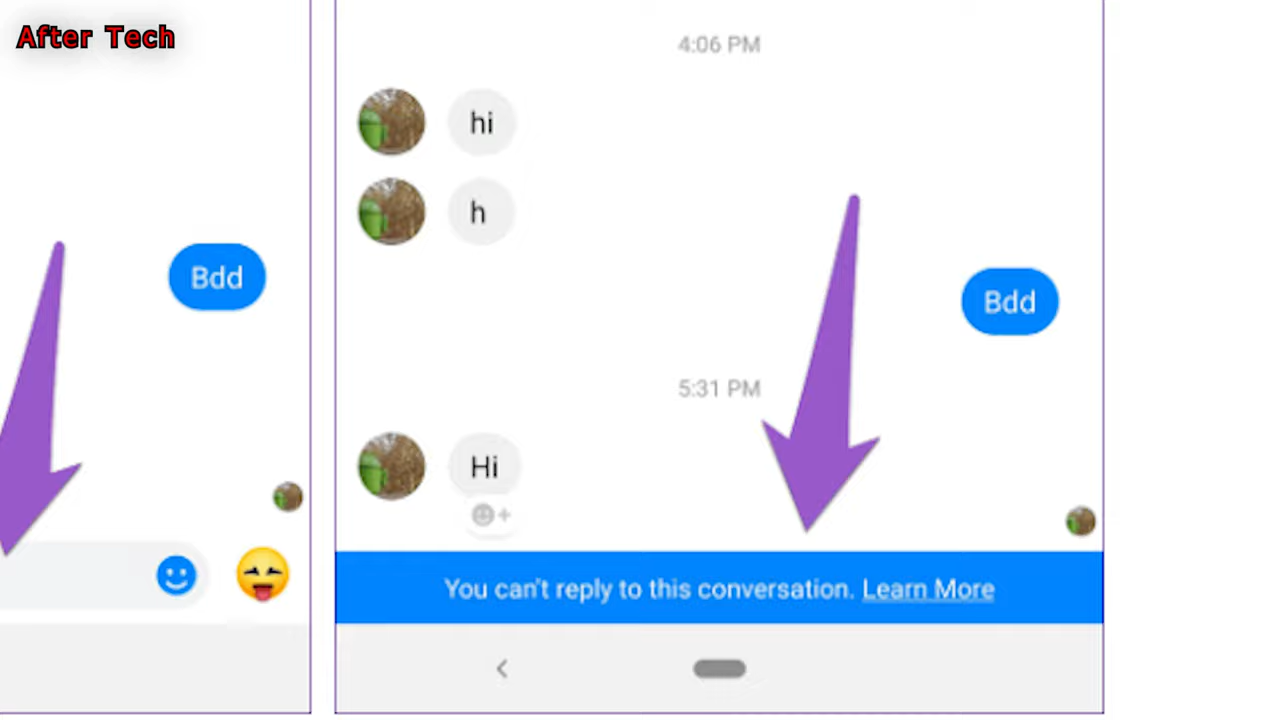 After Tech
Bdd
4:06 PM
hi
h
Bdd
5:31 PM
Hi
You can't reply to this conversation. Learn More